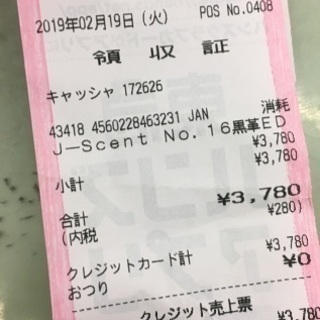 2019年02月19日（火） POS No.0408
領 収 証
キャッシャ 172626
消耗
43418 4560228463231 JAN
J－Scent No.16黒革ED
¥3,780
小計 ¥3,780
合計 ¥3,780
(内税 ¥280)
クレジットカード計 ¥3,780
おつり ¥0
クレジット売上票
¥3,780